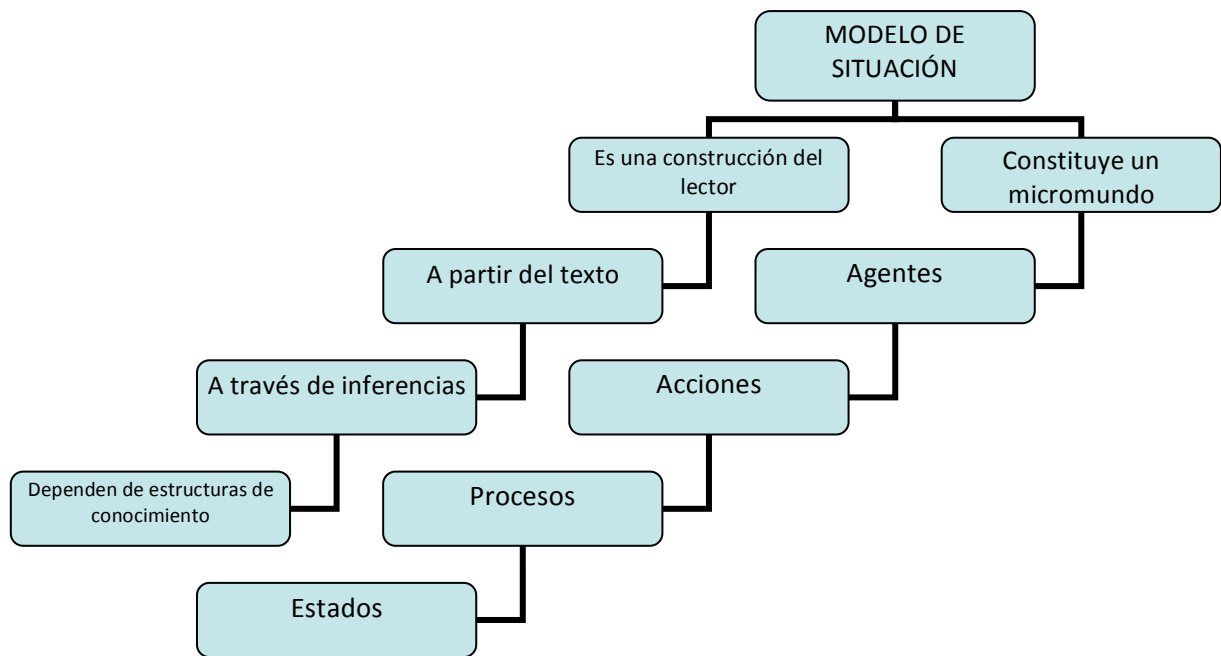 MODELO DE
SITUACIÓN
Es una construcción del
lector
Constituye un
micromundo
A partir del texto
Agentes
A través de inferencias
Acciones
Dependen de estructuras de
conocimiento
Procesos
Estados